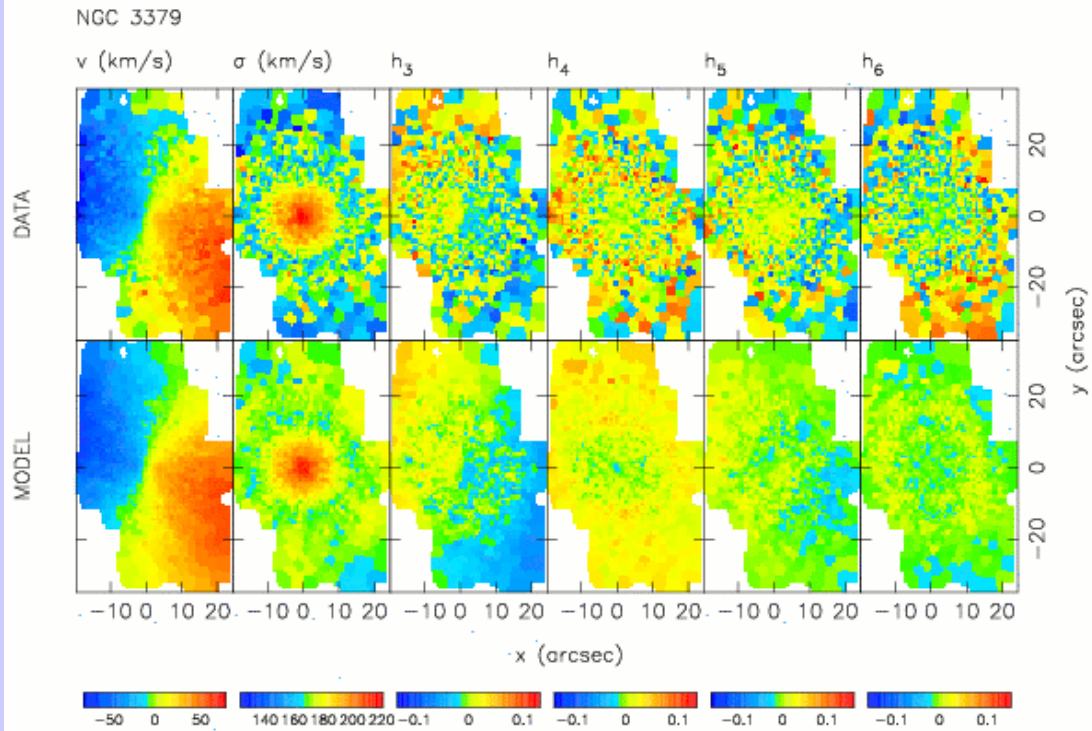 NGC 3379
v (km/s) σ (km/s) h3 h4 h5 h6
DATA
20
0
−20
MODEL
20
0
−20
y (arcsec)
−10 0 10 20 −10 0 10 20 −10 0 10 20 −10 0 10 20 −10 0 10 20 −10 0 10 20
x (arcsec)
−50 0 50 140 160 180 200 220 −0.1 0 0.1 −0.1 0 0.1 −0.1 0 0.1 −0.1 0 0.1